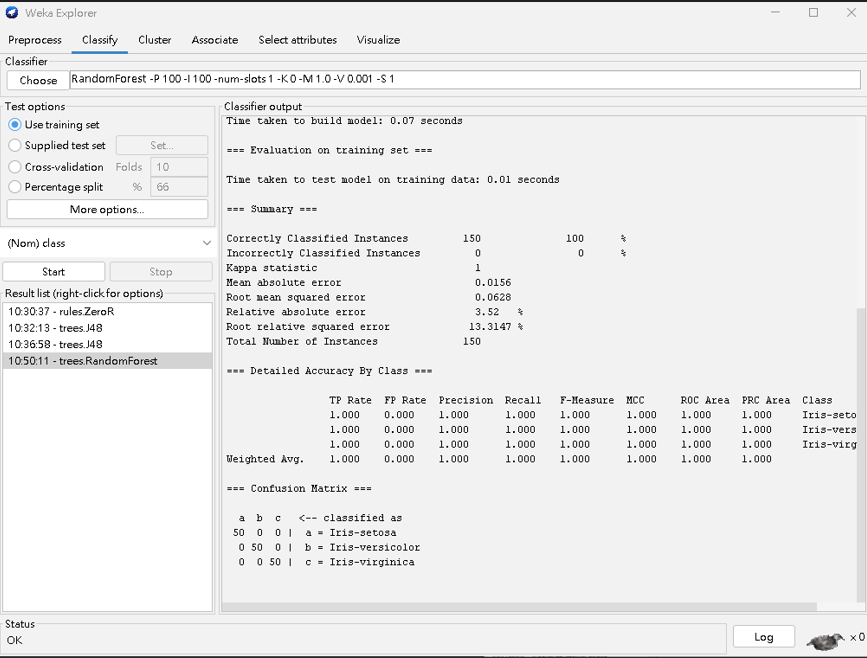 Weka Explorer
Preprocess Classify Cluster Associate Select attributes Visualize
Classifier
Choose RandomForest -P 100 -I 100 -num-slots 1 -K 0 -M 1.0 -V 0.001 -S 1
Test options
Use training set
Supplied test set Set...
Cross-validation Folds 10
Percentage split % 66
More options...
(Nom) class
Start Stop
Result list (right-click for options)
10:30:37 - rules.ZeroR
10:32:13 - trees.J48
10:36:58 - trees.J48
10:50:11 - trees.RandomForest
Classifier output
Time taken to build model: 0.07 seconds
=== Evaluation on training set ===
Time taken to test model on training data: 0.01 seconds
=== Summary ===
Correctly Classified Instances 150 100 %
Incorrectly Classified Instances 0 0 %
Kappa statistic 1
Mean absolute error 0.0156
Root mean squared error 0.0628
Relative absolute error 3.52 %
Root relative squared error 13.3147 %
Total Number of Instances 150
=== Detailed Accuracy By Class ===
TP Rate FP Rate Precision Recall F-Measure MCC ROC Area PRC Area Class
1.000 0.000 1.000 1.000 1.000 1.000 1.000 1.000 Iris-seto
1.000 0.000 1.000 1.000 1.000 1.000 1.000 1.000 Iris-vers
1.000 0.000 1.000 1.000 1.000 1.000 1.000 1.000 Iris-virg
Weighted Avg. 1.000 0.000 1.000 1.000 1.000 1.000 1.000 1.000
=== Confusion Matrix ===
a b c <-- classified as
50 0 0 | a = Iris-setosa
0 50 0 | b = Iris-versicolor
0 0 50 | c = Iris-virginica
Status
OK
Log x 0